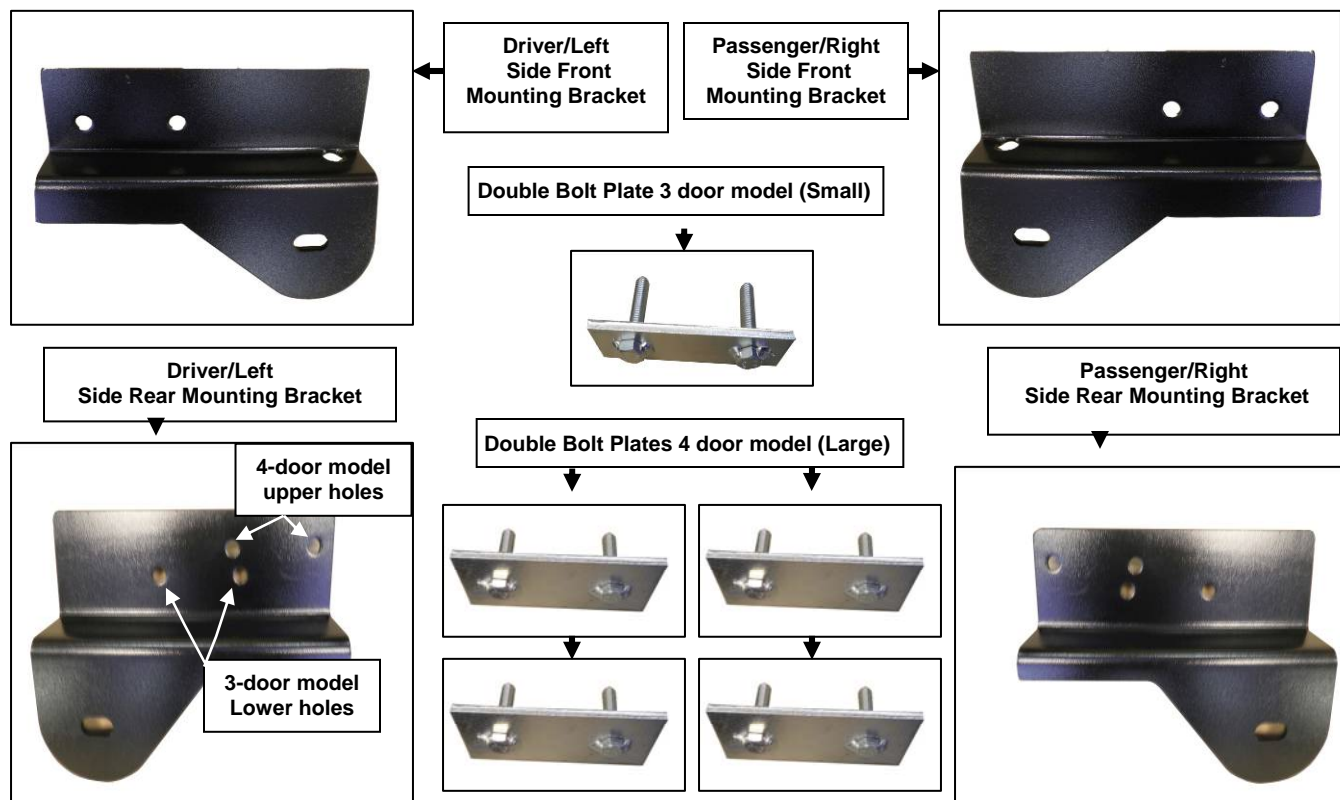 Driver/Left
Side Front
Mounting Bracket
Passenger/Right
Side Front
Mounting Bracket
Double Bolt Plate 3 door model (Small)
Driver/Left
Side Rear Mounting Bracket
Passenger/Right
Side Rear Mounting Bracket
Double Bolt Plates 4 door model (Large)
4-door model
upper holes
3-door model
Lower holes